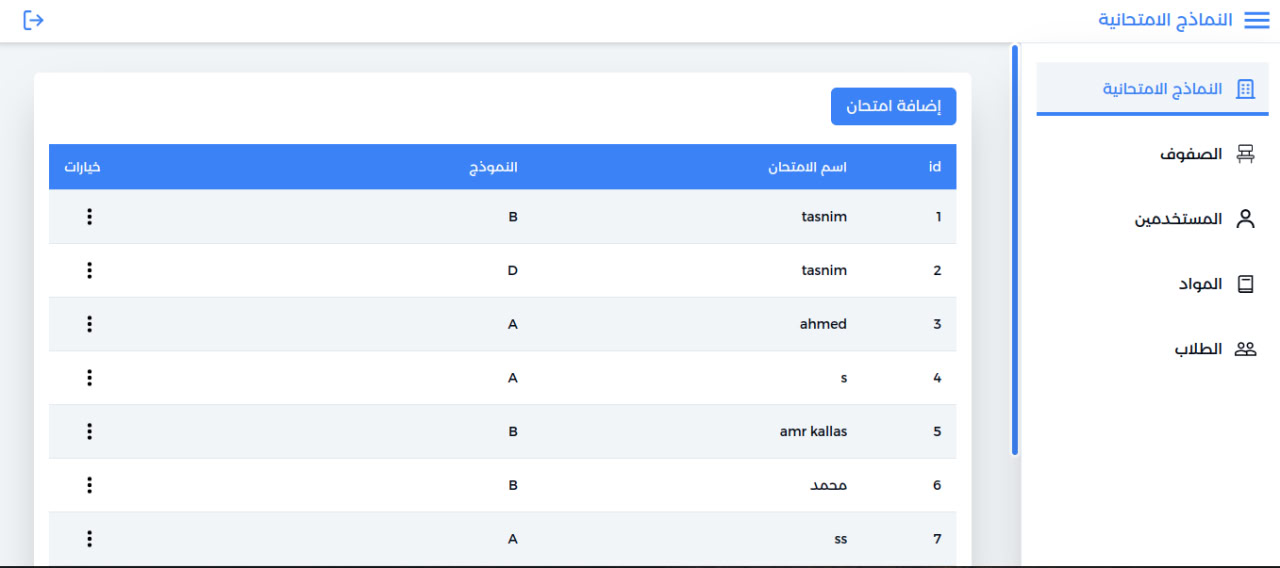 النماذج الامتحانية
النماذج الامتحانية
الصفوف
المستخدمين
المواد
الطلاب
إضافة امتحان
id اسم الامتحان النموذج خيارات
1 tasnim B
2 tasnim D
3 ahmed A
4 s A
5 amr kallas B
6 محمد B
7 ss A